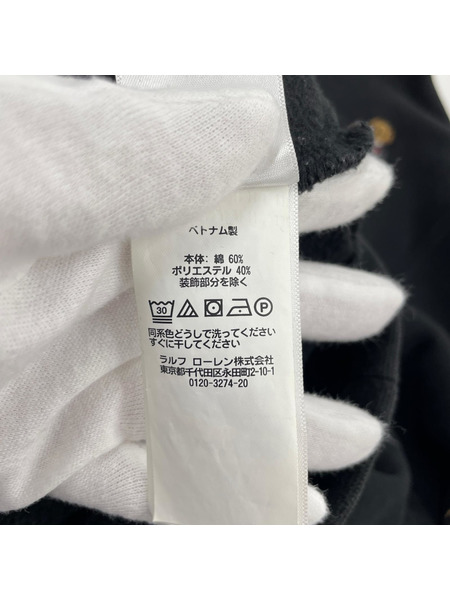 ベトナム製
本体: 綿 60%
ポリエステル 40%
装飾部分を除く
30 P
同系色どうしで洗ってください
すぐに干してください
ラルフ ローレン株式会社
東京都千代田区永田町2-10-1
0120-3274-20